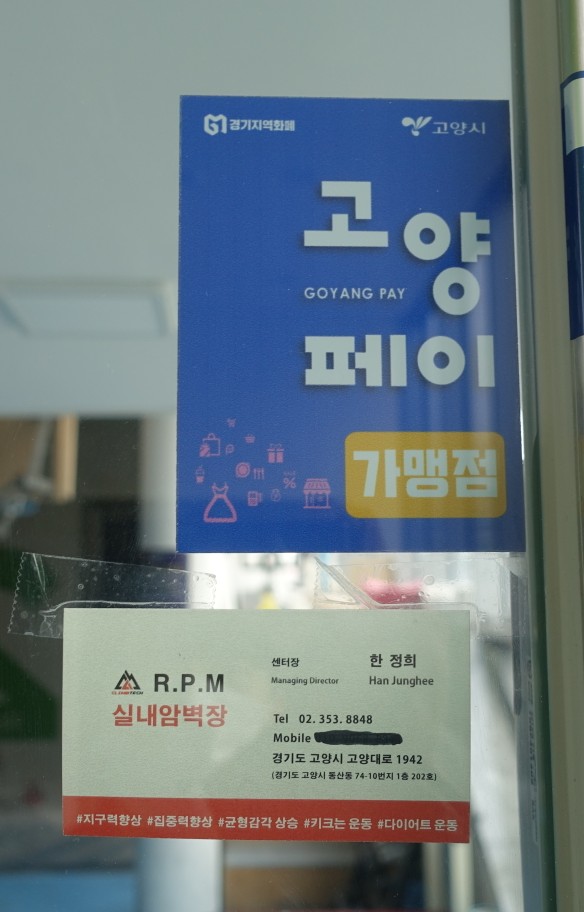 경기지역화폐
고양시
고양
GOYANG PAY
페이
가맹점
R.P.M
실내암벽장
센터장 한 정희
Managing Director Han Junghee
Tel 02. 353. 8848
Mobile
경기도 고양시 고양대로 1942
(경기도 고양시 동산동 74-10번지 1층 202호)
#지구력향상 #집중력향상 #균형감각 상승 #키크는 운동 #다이어트 운동